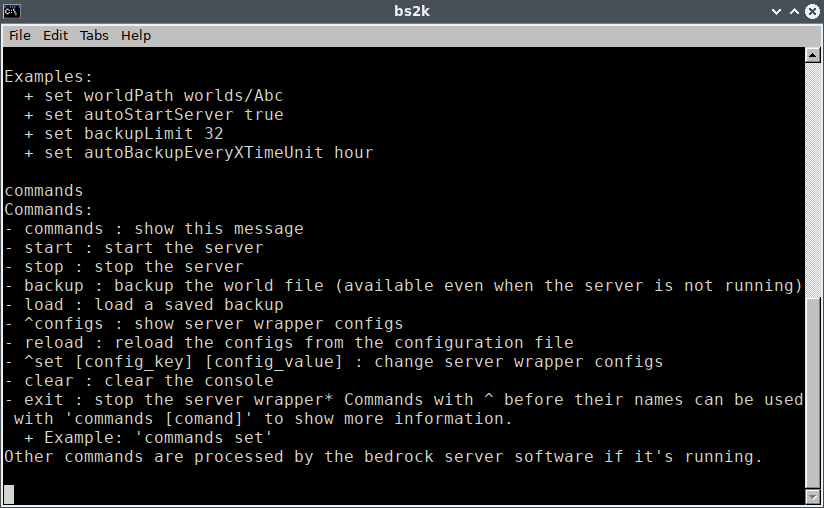 bs2k
File Edit Tabs Help
Examples:
  + set worldPath worlds/Abc
  + set autoStartServer true
  + set backupLimit 32
  + set autoBackupEveryXTimeUnit hour
commands
Commands:
- commands : show this message
- start : start the server
- stop : stop the server
- backup : backup the world file (available even when the server is not running)
- load : load a saved backup
- ^configs : show server wrapper configs
- reload : reload the configs from the configuration file
- ^set [config_key] [config_value] : change server wrapper configs
- clear : clear the console
- exit : stop the server wrapper* Commands with ^ before their names can be used
 with 'commands [comand]' to show more information.
  + Example: 'commands set'
Other commands are processed by the bedrock server software if it's running.